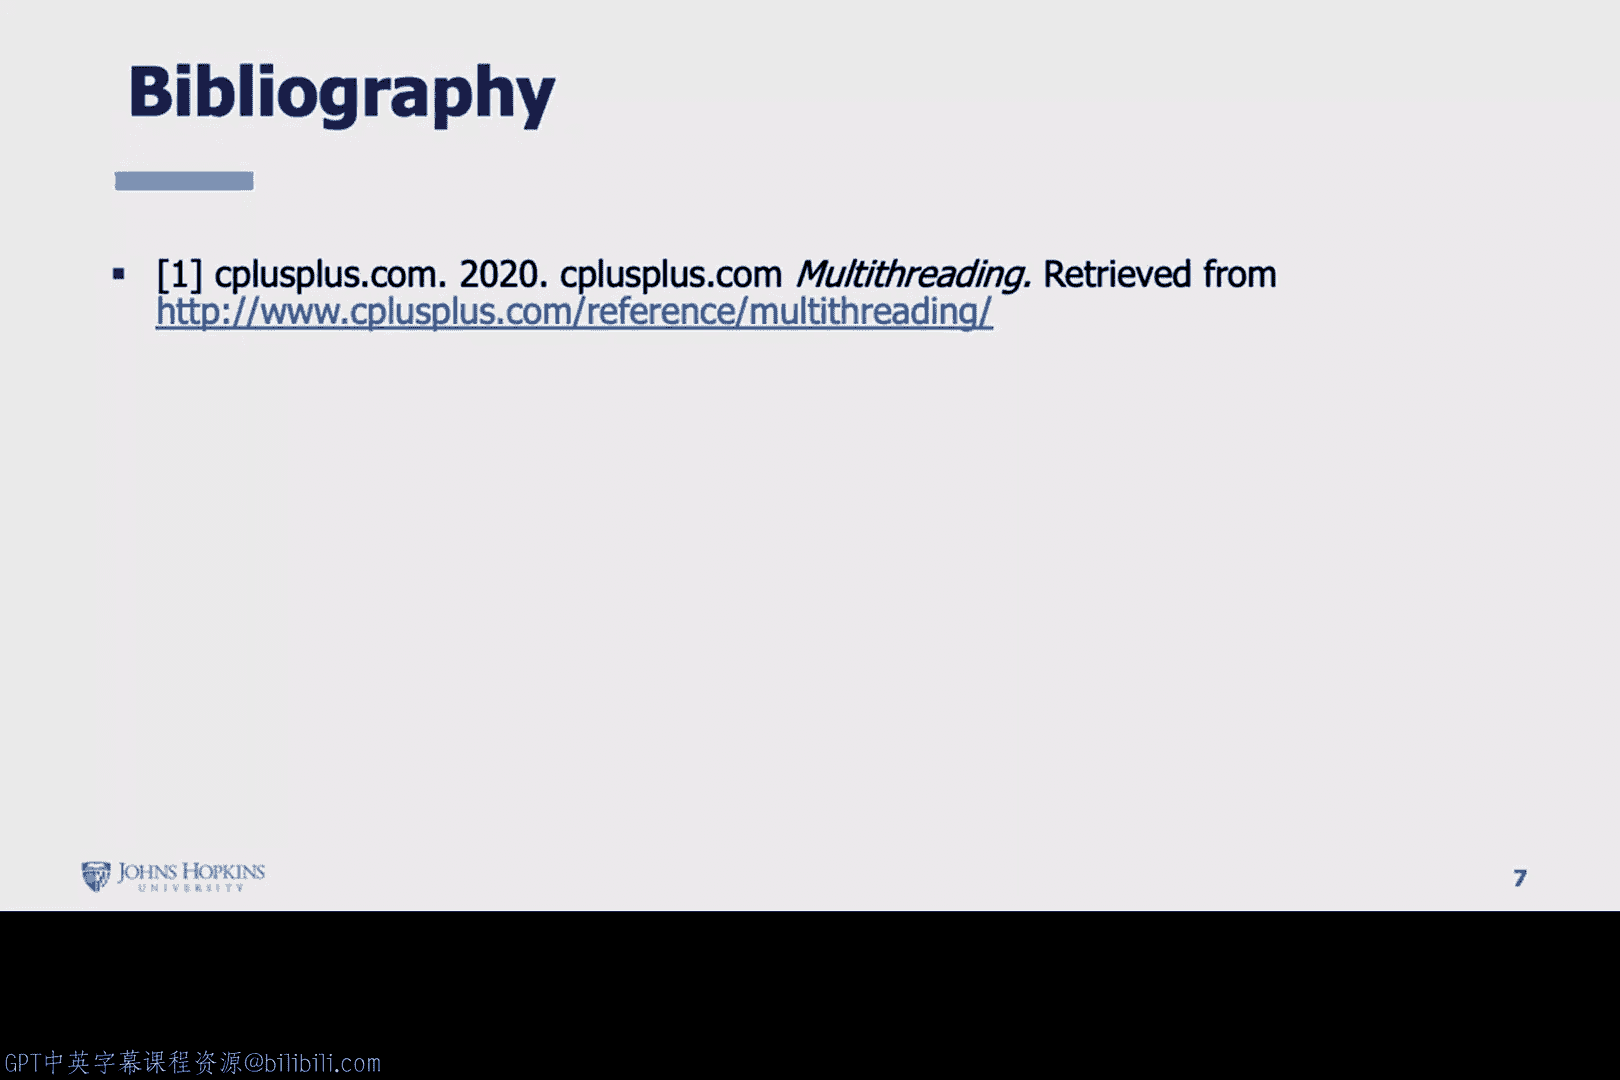 Bibliography
▪ [1] cplusplus.com. 2020. cplusplus.com Multithreading. Retrieved from
http://www.cplusplus.com/reference/multithreading/
JOHNS HOPKINS
UNIVERSITY
7
GPT中英字幕课程资源@bilibili.com